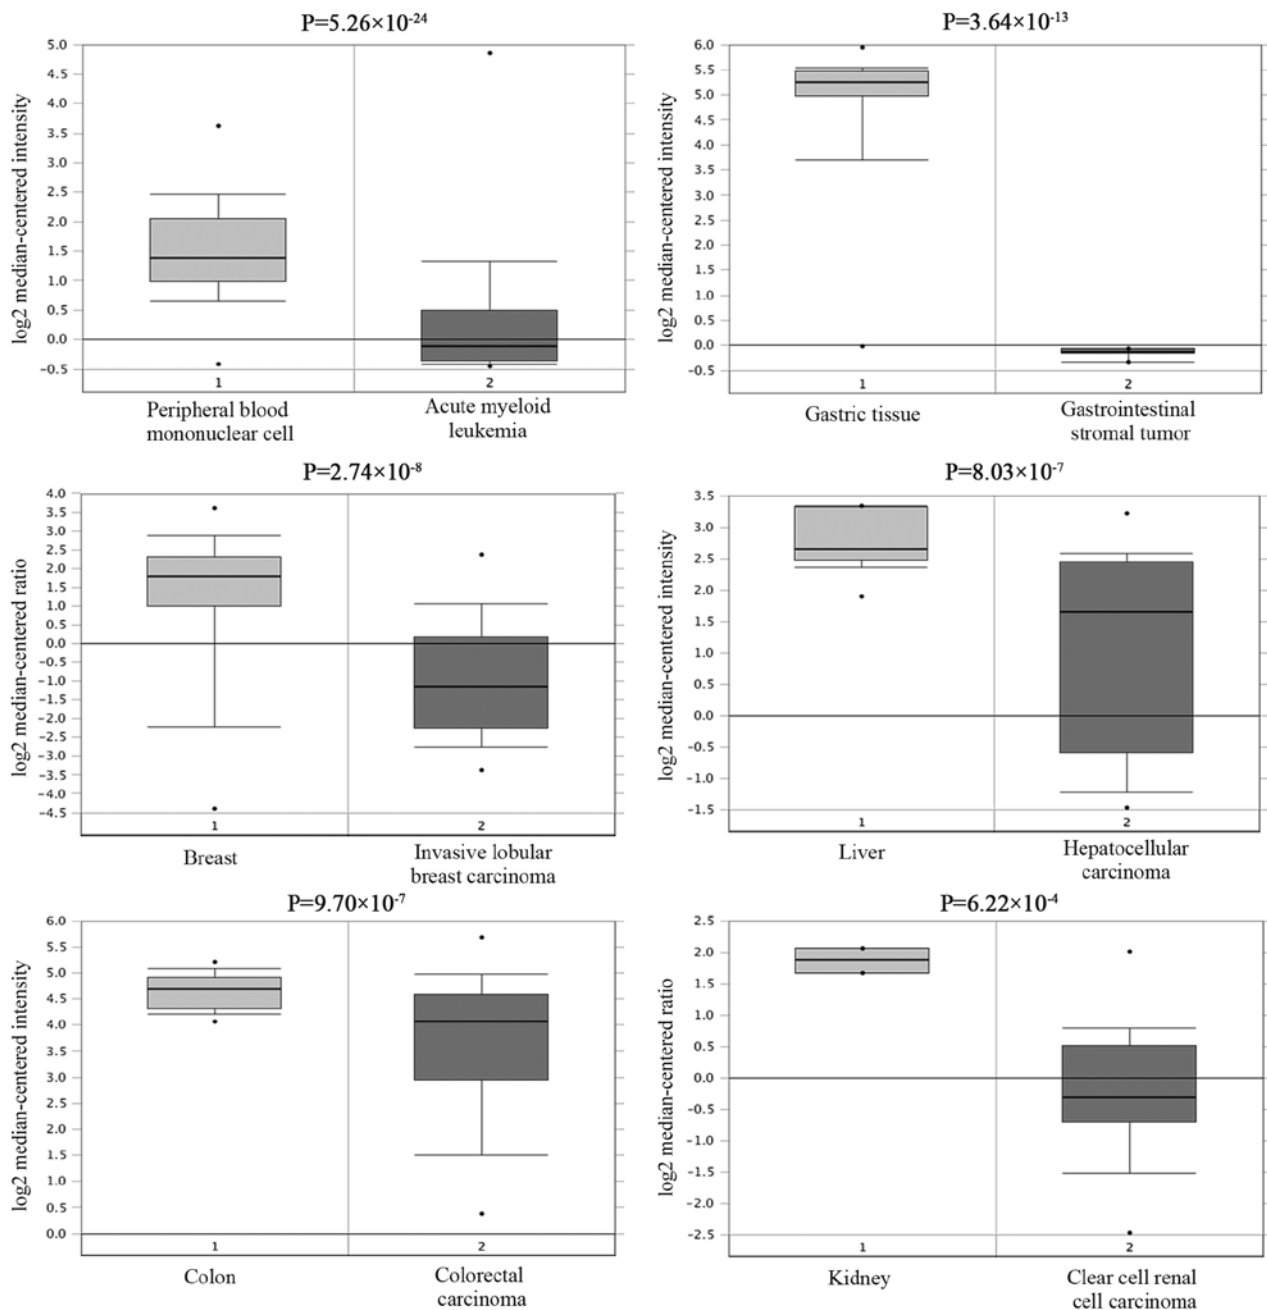 P=5.26×10⁻²⁴
log2 median-centered intensity
5.0
4.5
4.0
3.5
3.0
2.5
2.0
1.5
1.0
0.5
0.0
−0.5
1
2
Peripheral blood
mononuclear cell
Acute myeloid
leukemia
P=3.64×10⁻¹³
log2 median-centered intensity
6.0
5.5
5.0
4.5
4.0
3.5
3.0
2.5
2.0
1.5
1.0
0.5
0.0
−0.5
1
2
Gastric tissue
Gastrointestinal
stromal tumor
P=2.74×10⁻⁸
log2 median-centered ratio
4.0
3.5
3.0
2.5
2.0
1.5
1.0
0.5
0.0
−0.5
−1.0
−1.5
−2.0
−2.5
−3.0
−3.5
−4.0
−4.5
1
2
Breast
Invasive lobular
breast carcinoma
P=8.03×10⁻⁷
log2 median-centered intensity
3.5
3.0
2.5
2.0
1.5
1.0
0.5
0.0
−0.5
−1.0
−1.5
1
2
Liver
Hepatocellular
carcinoma
P=9.70×10⁻⁷
log2 median-centered intensity
6.0
5.5
5.0
4.5
4.0
3.5
3.0
2.5
2.0
1.5
1.0
0.5
0.0
1
2
Colon
Colorectal
carcinoma
P=6.22×10⁻⁴
log2 median-centered ratio
2.5
2.0
1.5
1.0
0.5
0.0
−0.5
−1.0
−1.5
−2.0
−2.5
1
2
Kidney
Clear cell renal
cell carcinoma